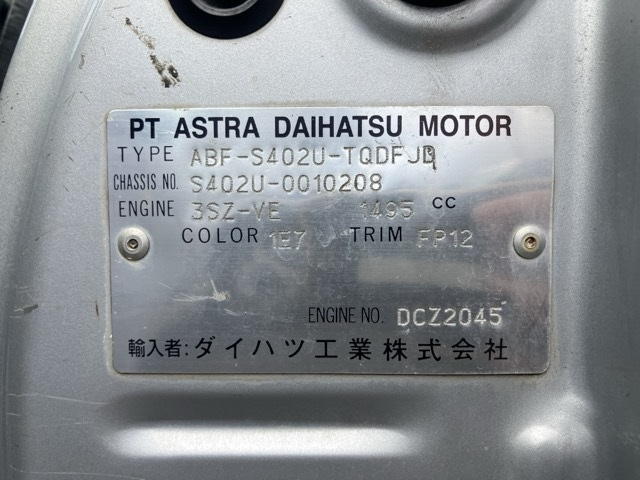 PT ASTRA DAIHATSU MOTOR
TYPE ABF-S402U-TQDFJD
CHASSIS NO. S402U-0010208
ENGINE 3SZ-VE 1495 CC
COLOR 1E7 TRIM FP12
ENGINE NO. DCZ2045
輸入者: ダイハツ工業株式会社